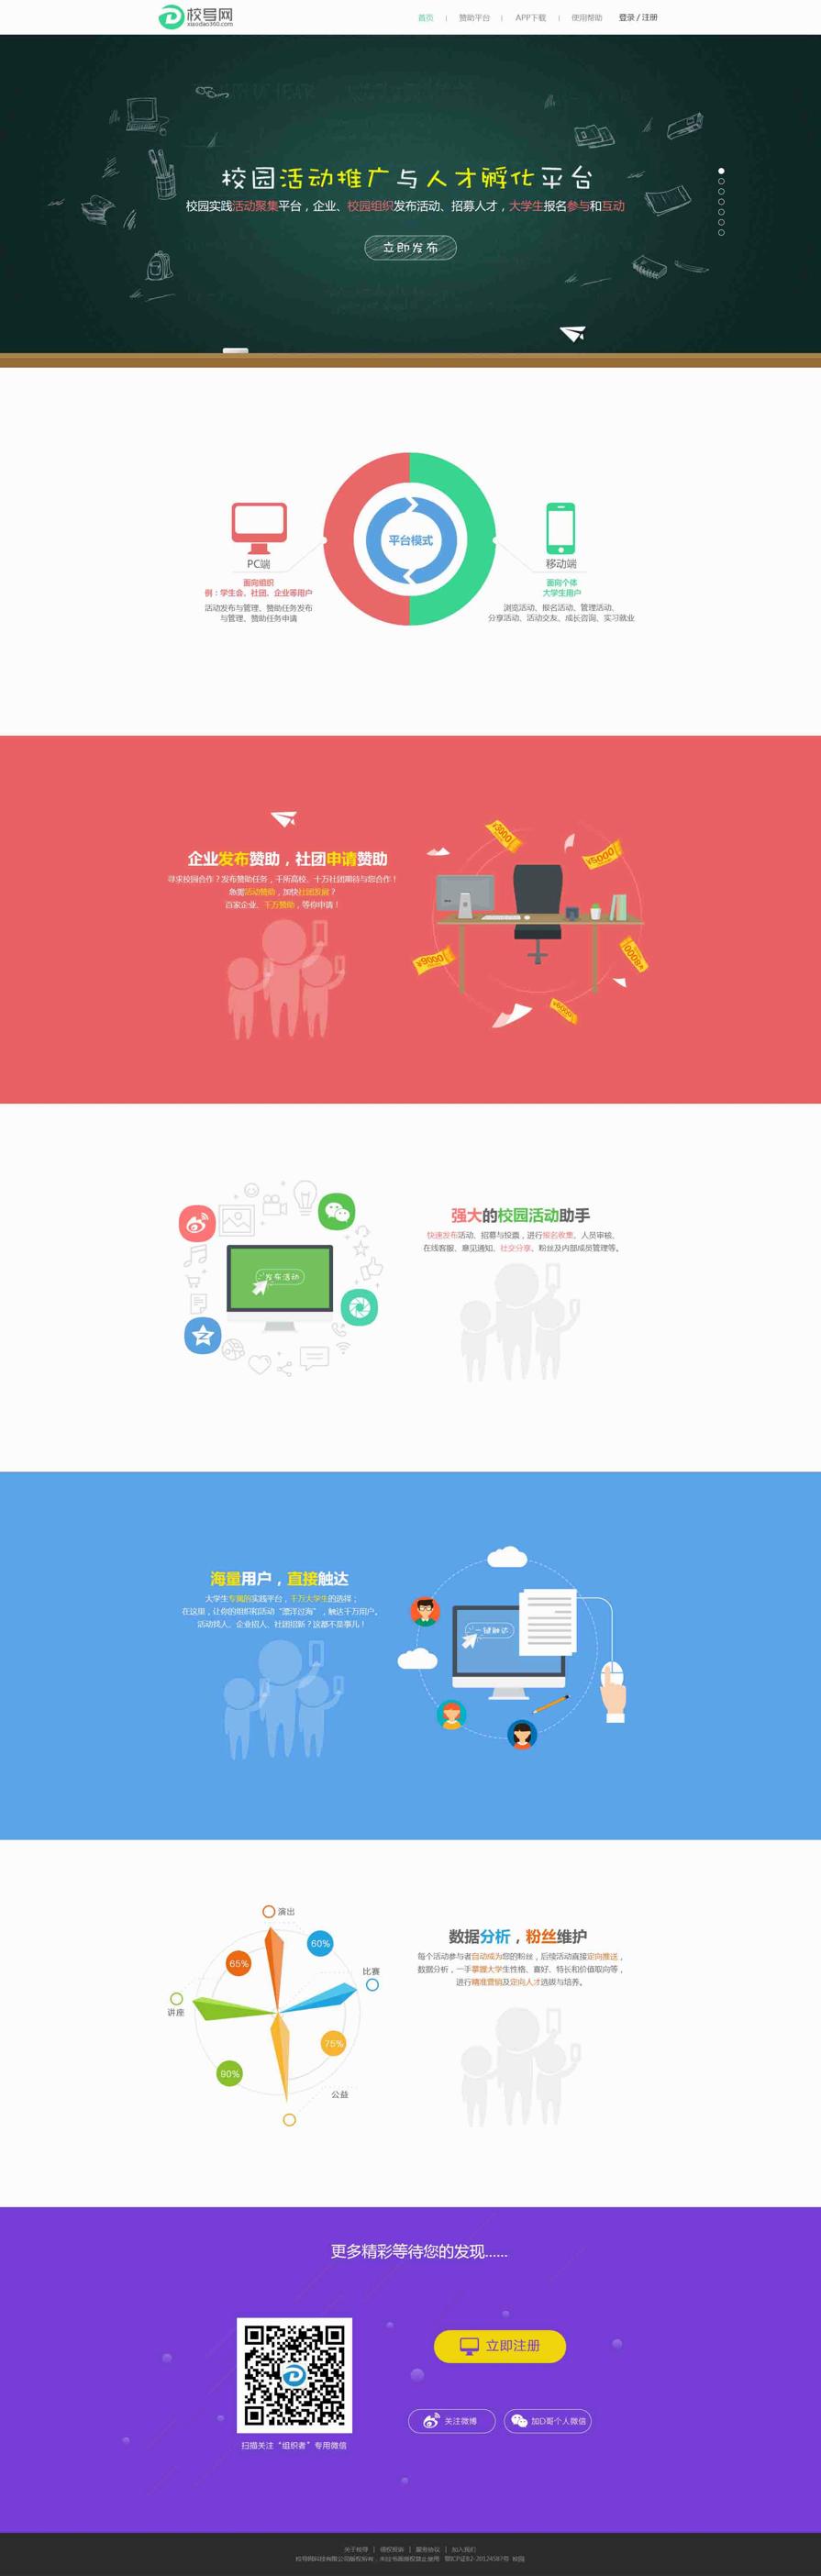 校导网
xiaodao360.com
首页 | 赞助平台 | APP下载 | 使用帮助 登录 / 注册
校园活动推广与人才孵化平台
校园实践活动聚集平台，企业、校园组织发布活动、招募人才，大学生报名参与和互动
立即发布
平台模式
PC端
面向组织
例：学生会、社团、企业等用户
活动发布与管理、赞助任务发布
与管理、赞助任务申请
移动端
面向个体
大学生用户
浏览活动、报名活动、管理活动、
分享活动、活动交友、成长咨询、实习就业
企业发布赞助，社团申请赞助
寻求校园合作？发布赞助任务，千所高校、十万社团期待与您合作！
急需活动赞助，加快社团发展？
百家企业、千万赞助，等你申请！
¥3800
¥5000
¥9000
¥8000
发布活动
强大的校园活动助手
快速发布活动、招募与投票，进行报名收集、人员审核、
在线客服、意见通知、社交分享、粉丝及内部成员管理等。
海量用户，直接触达
大学生专属的实践平台，千万大学生的选择；
在这里，让你的组织和活动“漂洋过海”，触达千万用户。
活动找人、企业招人、社团招新？这都不是事儿！
一键触达
演出
60%
65%
比赛
讲座
75%
90%
公益
数据分析，粉丝维护
每个活动参与者自动成为您的粉丝，后续活动直接定向推送，
数据分析，一手掌握大学生性格、喜好、特长和价值取向等，
进行精准营销及定向人才选拔与培养。
更多精彩等待您的发现......
立即注册
关注微博
加D哥个人微信
扫描关注“组织者”专用微信
关于校导 | 侵权投诉 | 服务协议 | 加入我们